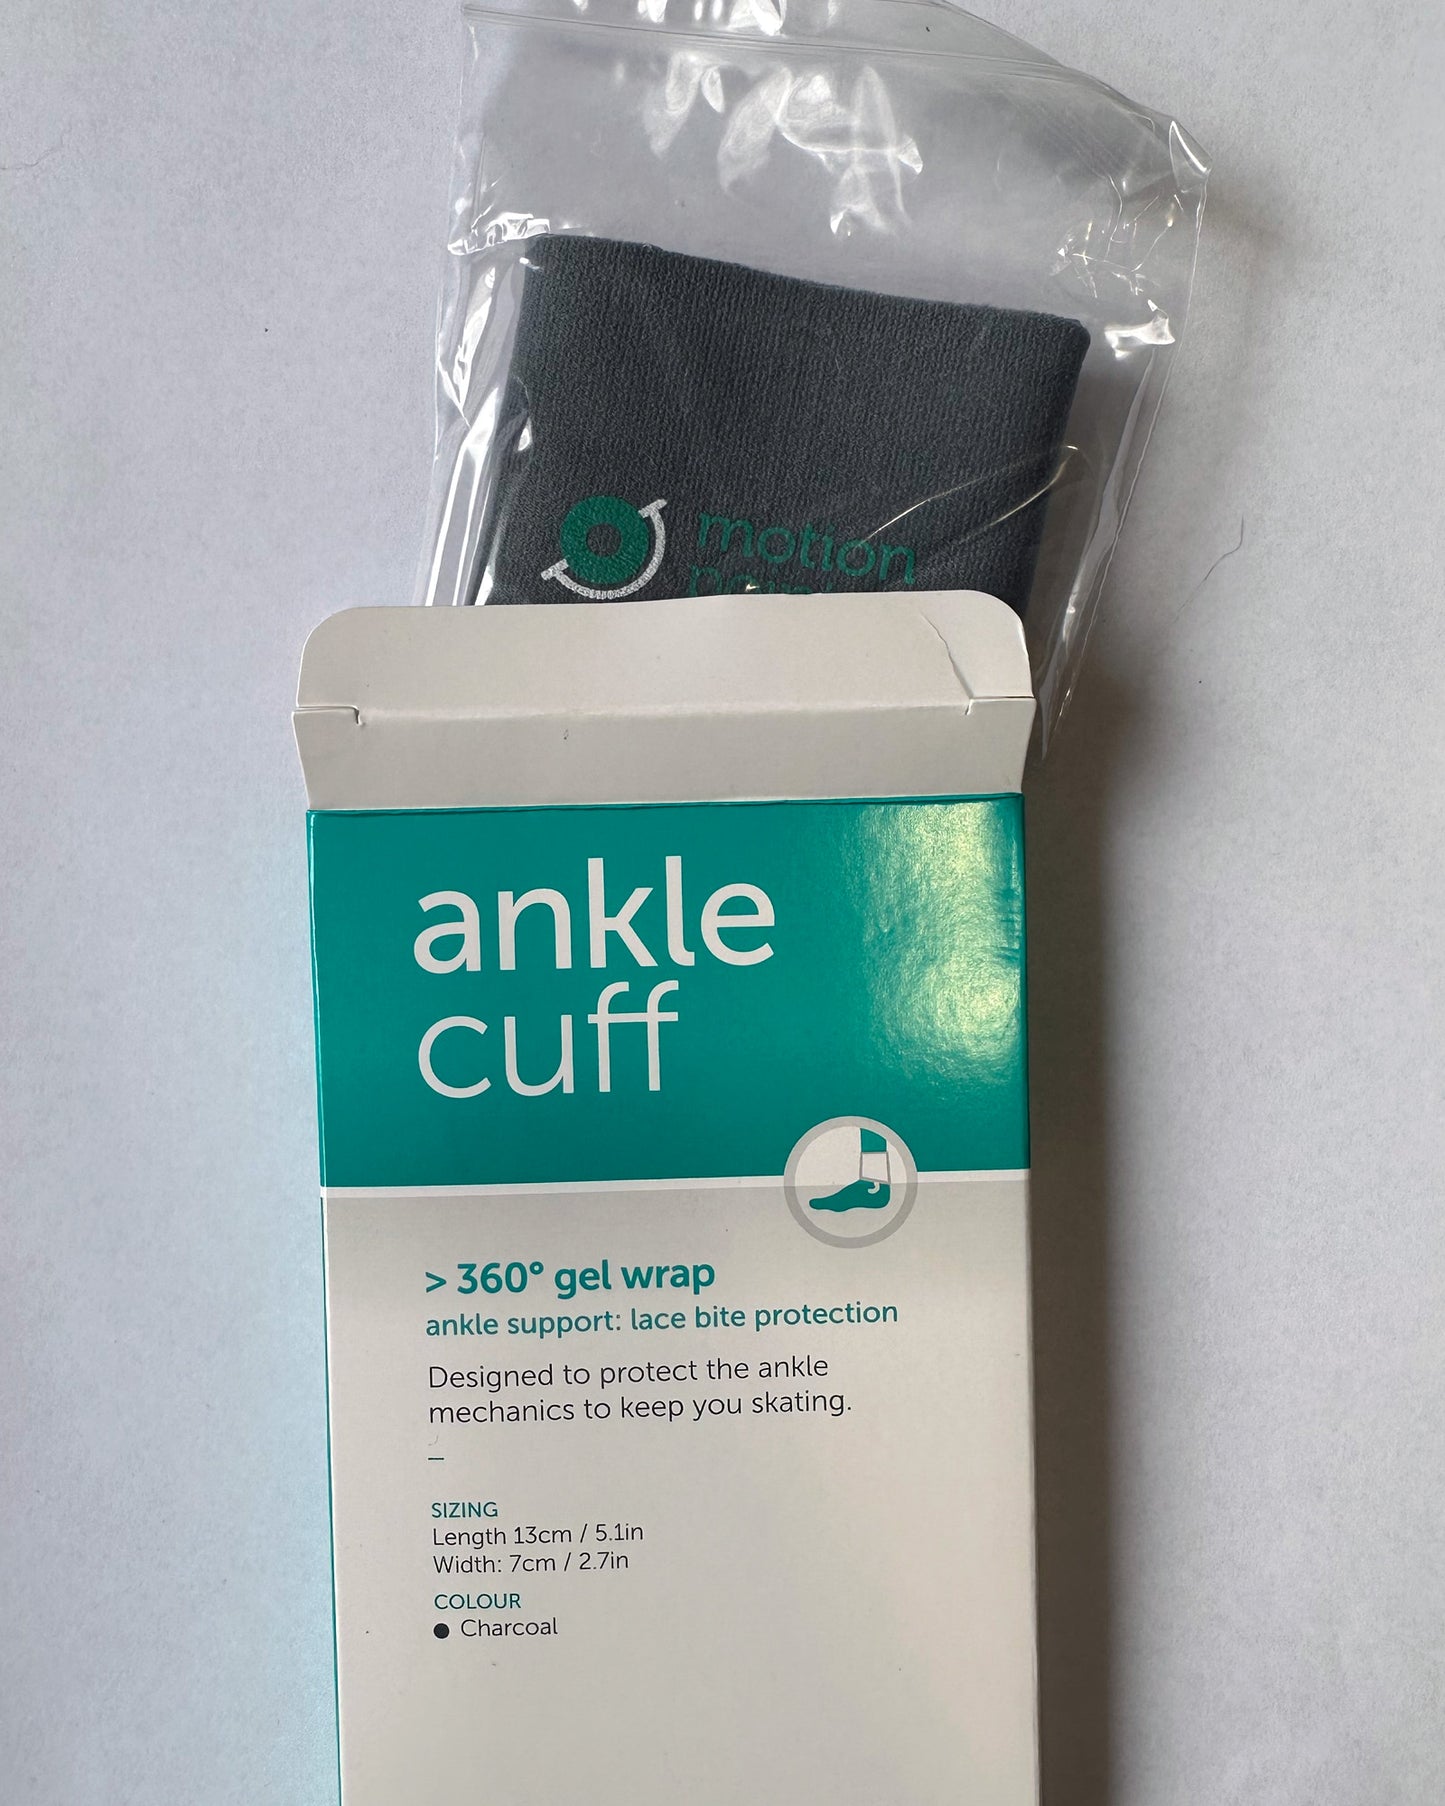 motion
ankle
cuff
> 360° gel wrap
ankle support: lace bite protection
Designed to protect the ankle
mechanics to keep you skating.
SIZING
Length 13cm / 5.1in
Width: 7cm / 2.7in
COLOUR
Charcoal